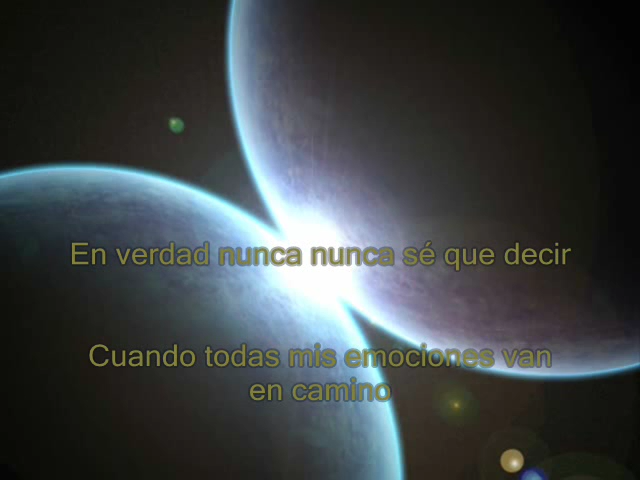 En verdad nunca nunca sé que decir
Cuando todas mis emociones van
en camino